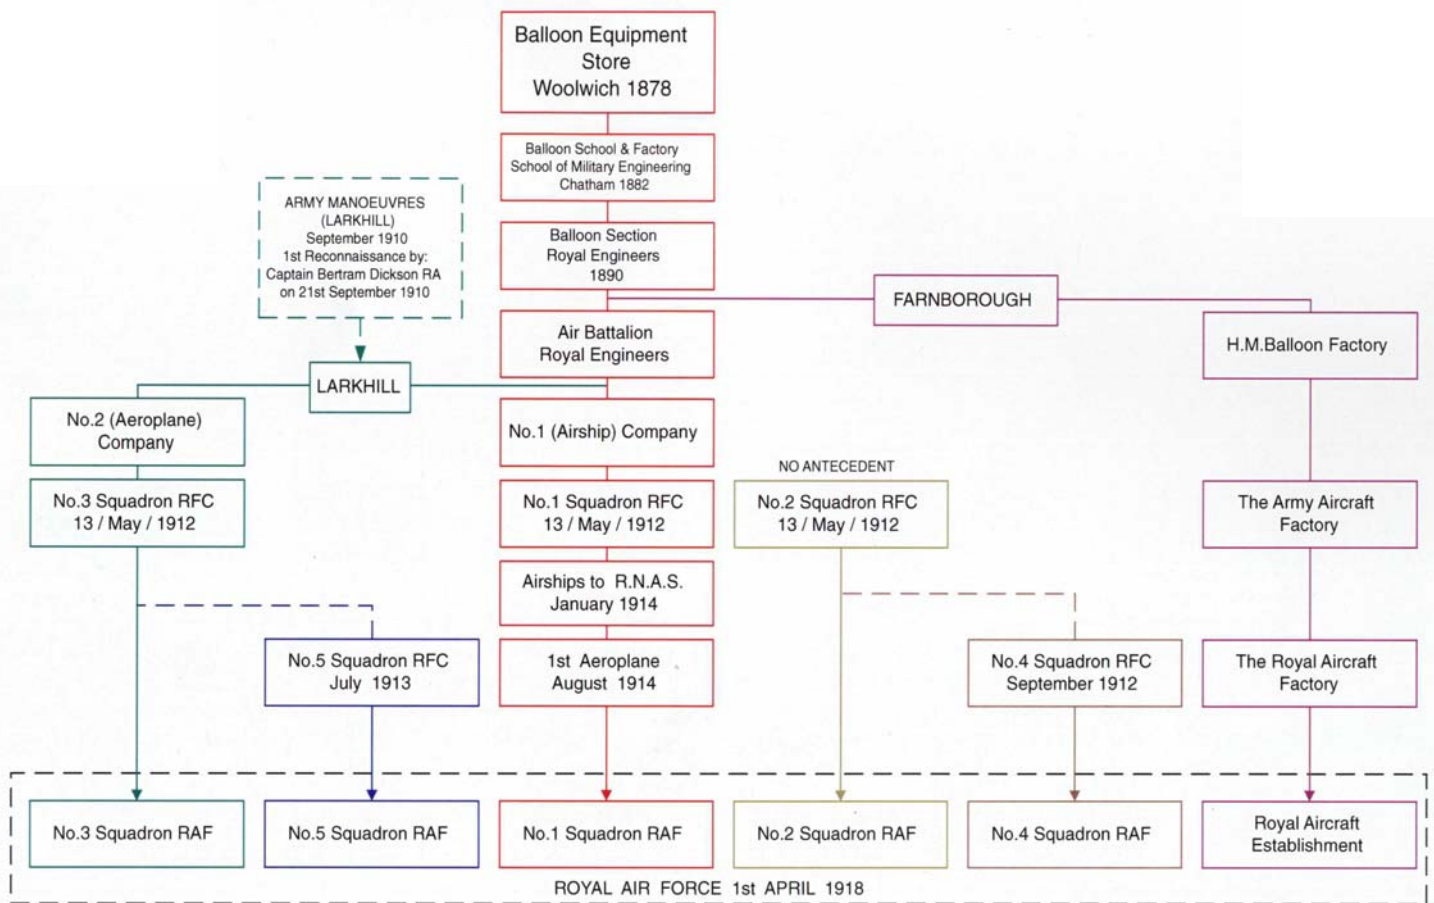 Balloon Equipment
Store
Woolwich 1878
Balloon School & Factory
School of Military Engineering
Chatham 1882
ARMY MANOEUVRES
(LARKHILL)
September 1910
1st Reconnaissance by:
Captain Bertram Dickson RA
on 21st September 1910
Balloon Section
Royal Engineers
1890
FARNBOROUGH
Air Battalion
Royal Engineers
H.M.Balloon Factory
LARKHILL
No.2 (Aeroplane)
Company
No.1 (Airship) Company
No.3 Squadron RFC
13 / May / 1912
No.1 Squadron RFC
13 / May / 1912
NO ANTECEDENT
No.2 Squadron RFC
13 / May / 1912
The Army Aircraft
Factory
Airships to R.N.A.S.
January 1914
No.5 Squadron RFC
July 1913
1st Aeroplane
August 1914
No.4 Squadron RFC
September 1912
The Royal Aircraft
Factory
No.3 Squadron RAF
No.5 Squadron RAF
No.1 Squadron RAF
No.2 Squadron RAF
No.4 Squadron RAF
Royal Aircraft
Establishment
ROYAL AIR FORCE 1st APRIL 1918